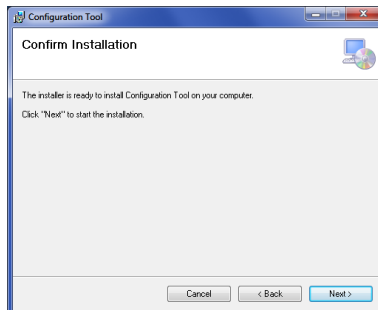 Configuration Tool
Confirm Installation
The installer is ready to install Configuration Tool on your computer.
Click "Next" to start the installation.
Cancel
< Back
Next >